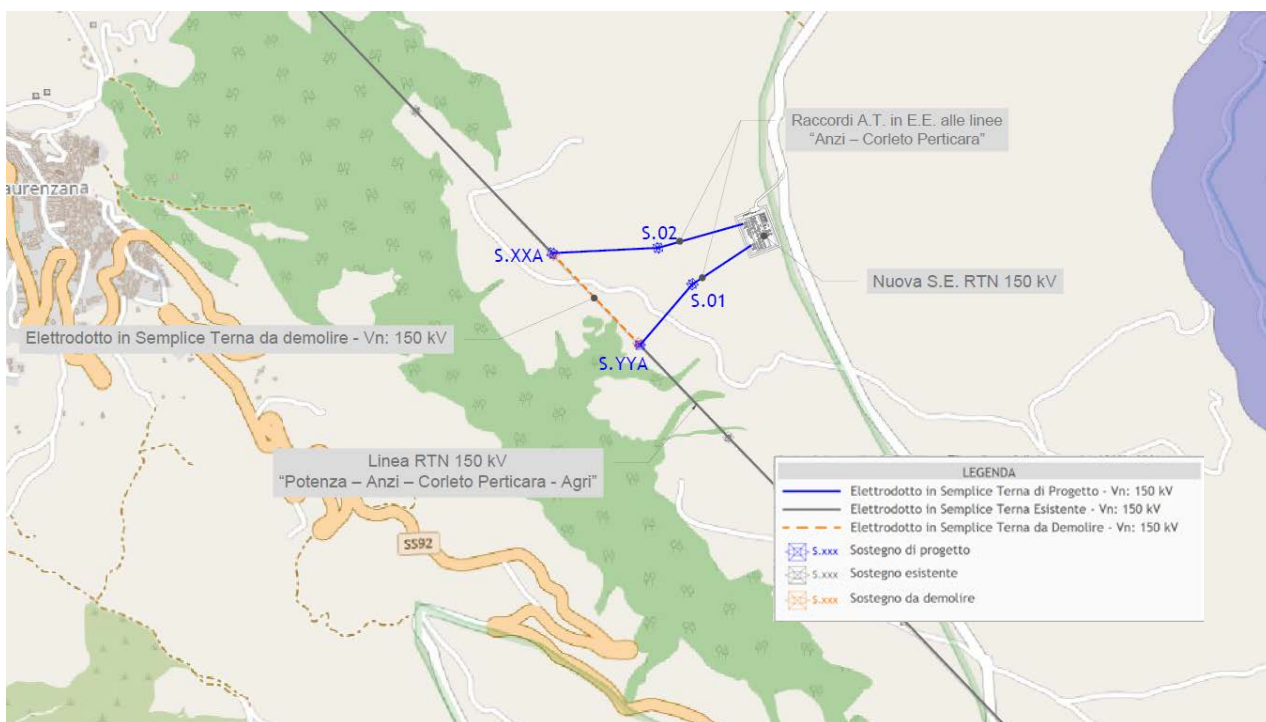 Raccordi A.T. in E.E. alle linee
"Anzi – Corleto Perticara"
aurenzana
S.02
S.XXA
Nuova S.E. RTN 150 kV
S.01
Elettrodotto in Semplice Terna da demolire - Vn: 150 kV
S.YYA
Linea RTN 150 kV
"Potenza – Anzi – Corleto Perticara - Agri"
LEGENDA
Elettrodotto in Semplice Terna di Progetto - Vn: 150 kV
Elettrodotto in Semplice Terna Esistente - Vn: 150 kV
Elettrodotto in Semplice Terna da Demolire - Vn: 150 kV
S.xxx Sostegno di progetto
S.xxx Sostegno esistente
S.xxx Sostegno da demolire
SS92